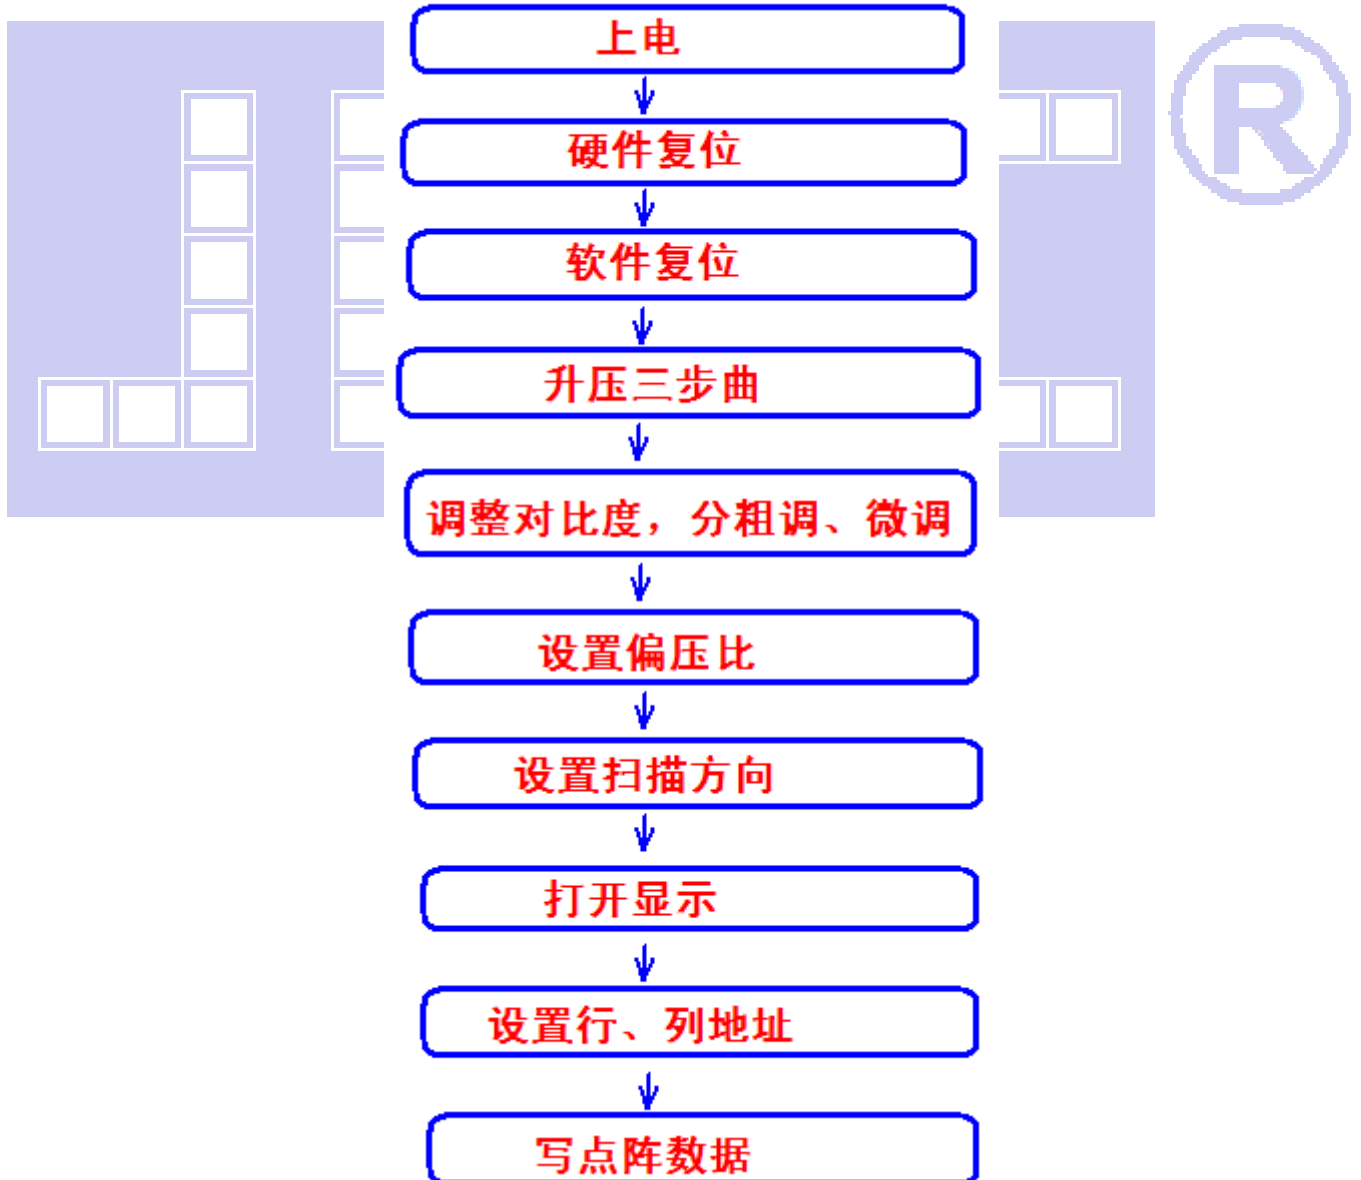 上电
R
硬件复位
软件复位
升压三步曲
调整对比度，分粗调、微调
设置偏压比
设置扫描方向
打开显示
设置行、列地址
写点阵数据